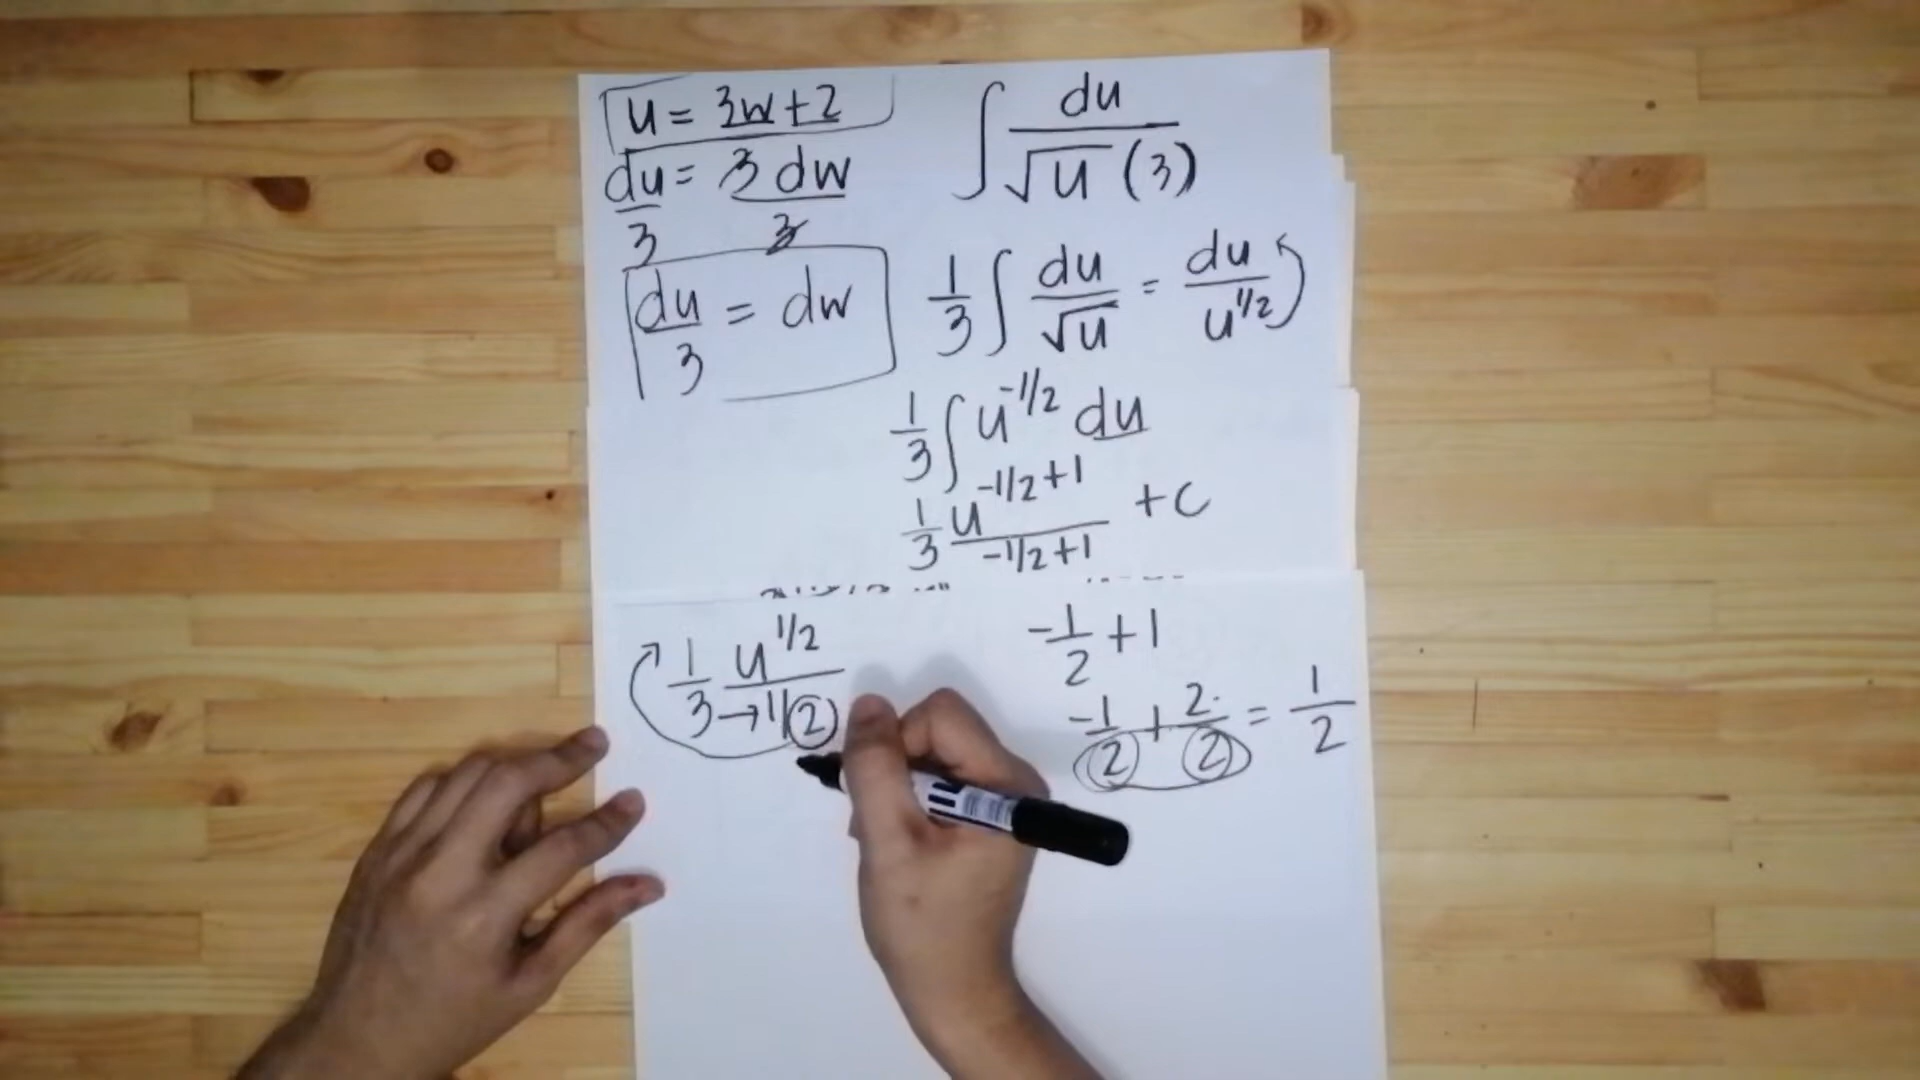 u = 3w+2
du/3 = 3 dw/3
du/3 = dw
∫ du/√u (3)
1/3 ∫ du/√u = du/u^1/2
1/3 ∫ u^-1/2 du
1/3 u^-1/2+1/-1/2+1 + C
1/3 u^1/2/1/2
-1/2 + 1
-1/2 + 2/2 = 1/2